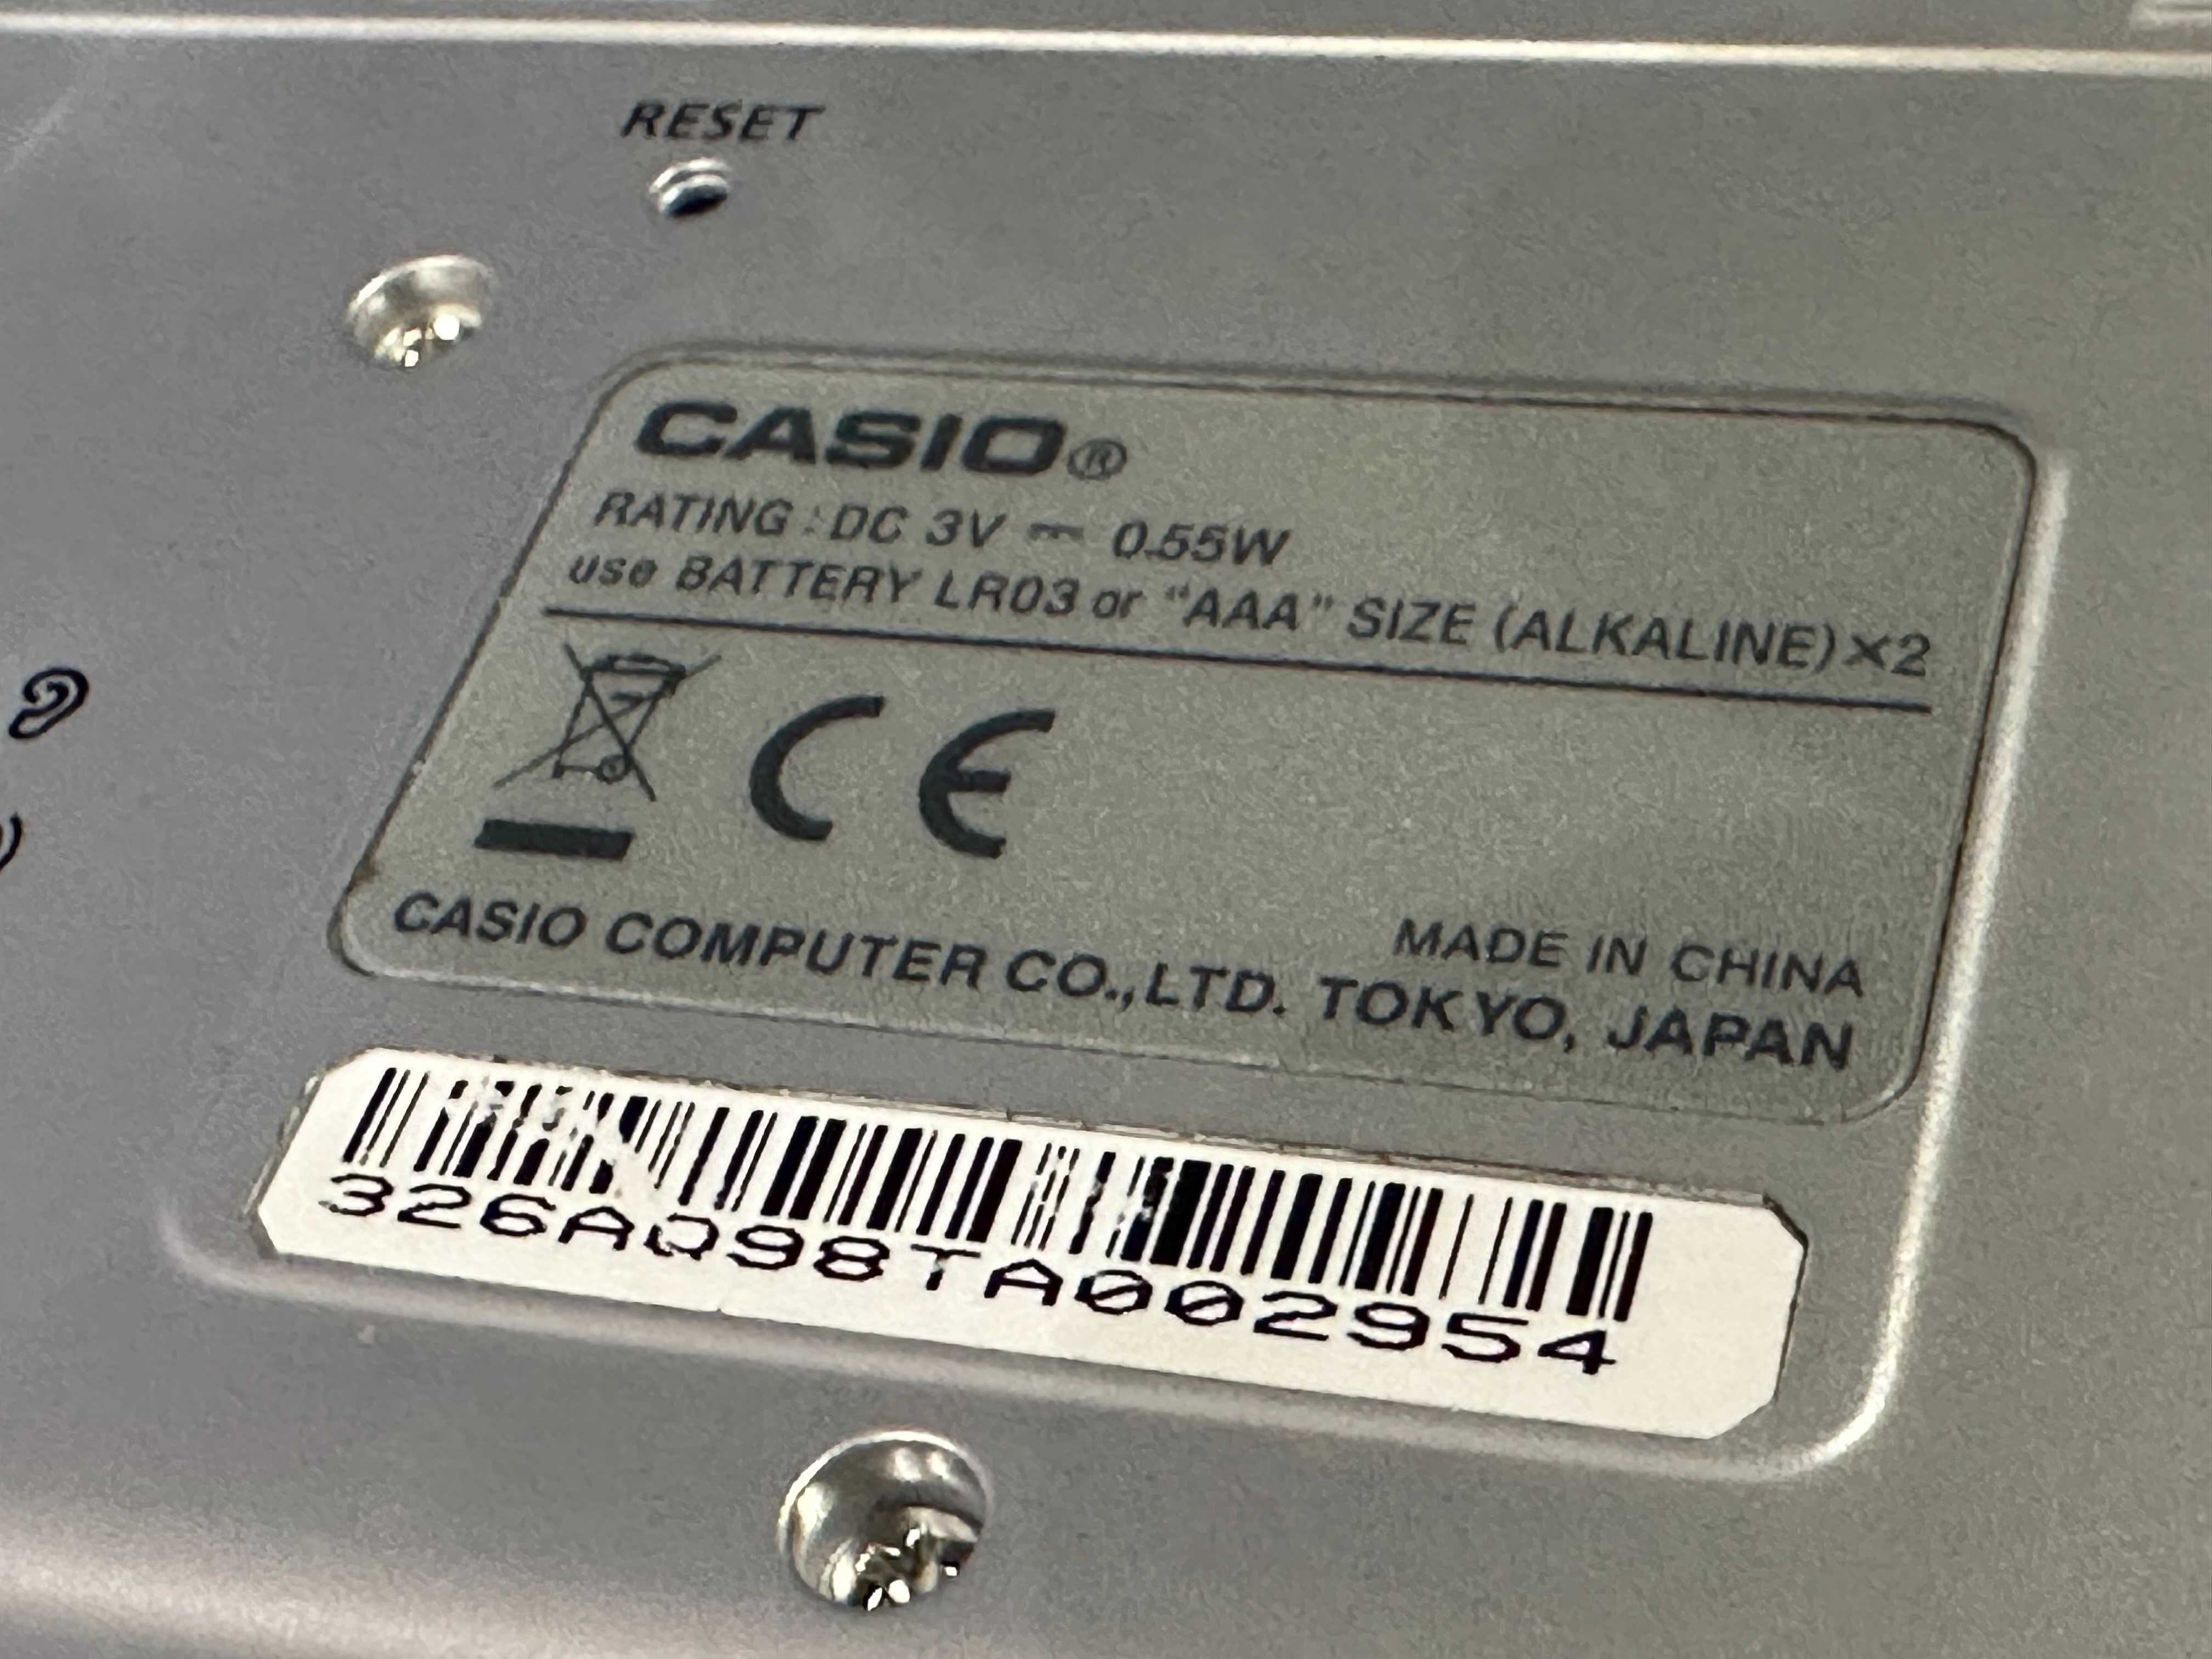 RESET
CASIO®
RATING : DC 3V ⎓ 0.55W
use BATTERY LR03 or "AAA" SIZE (ALKALINE)×2
CE
MADE IN CHINA
CASIO COMPUTER CO.,LTD. TOKYO, JAPAN
326AQ98TA002954